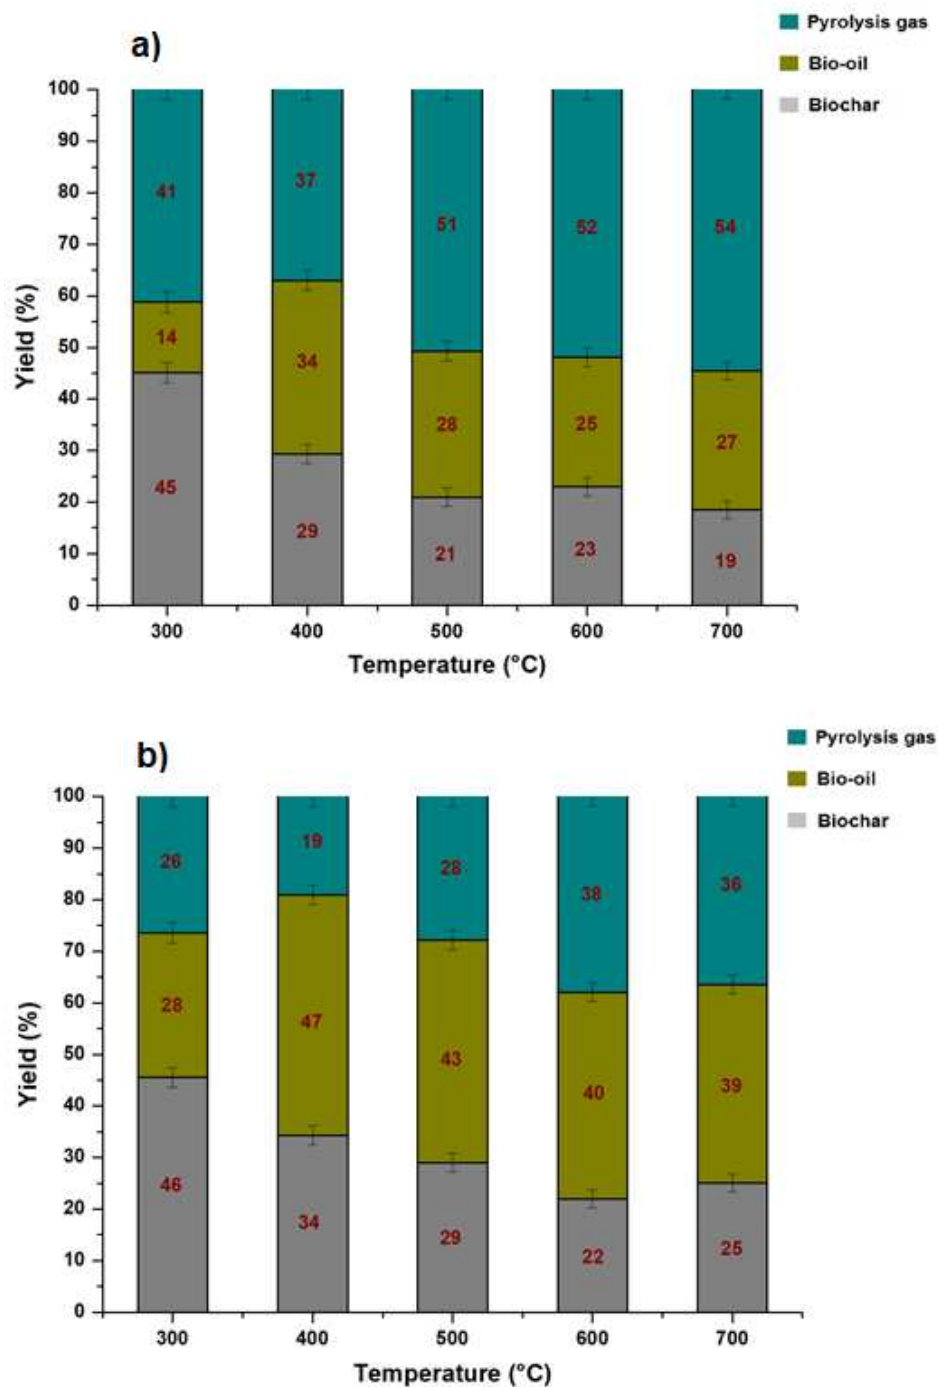 a)
Pyrolysis gas
Bio-oil
Biochar
100
90
80
70
60
50
40
30
20
10
0
Yield (%)
41 37 51 52 54
14 34 28 25 27
45 29 21 23 19
300 400 500 600 700
Temperature (°C)
b)
Pyrolysis gas
Bio-oil
Biochar
100
90
80
70
60
50
40
30
20
10
0
Yield (%)
26 19 28 38 36
28 47 43 40 39
46 34 29 22 25
300 400 500 600 700
Temperature (°C)